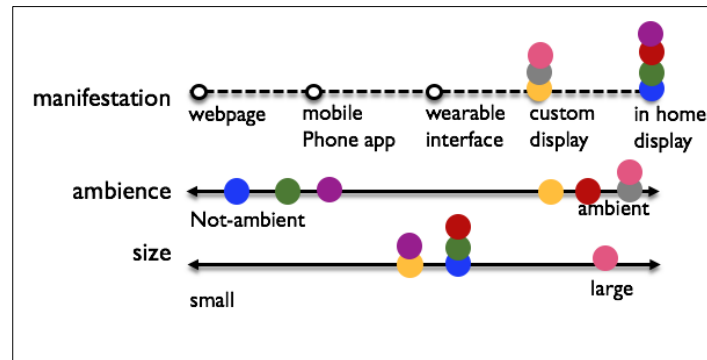 manifestation
webpage
mobile
Phone app
wearable
interface
custom
display
in home
display
ambience
Not-ambient
ambient
size
small
large